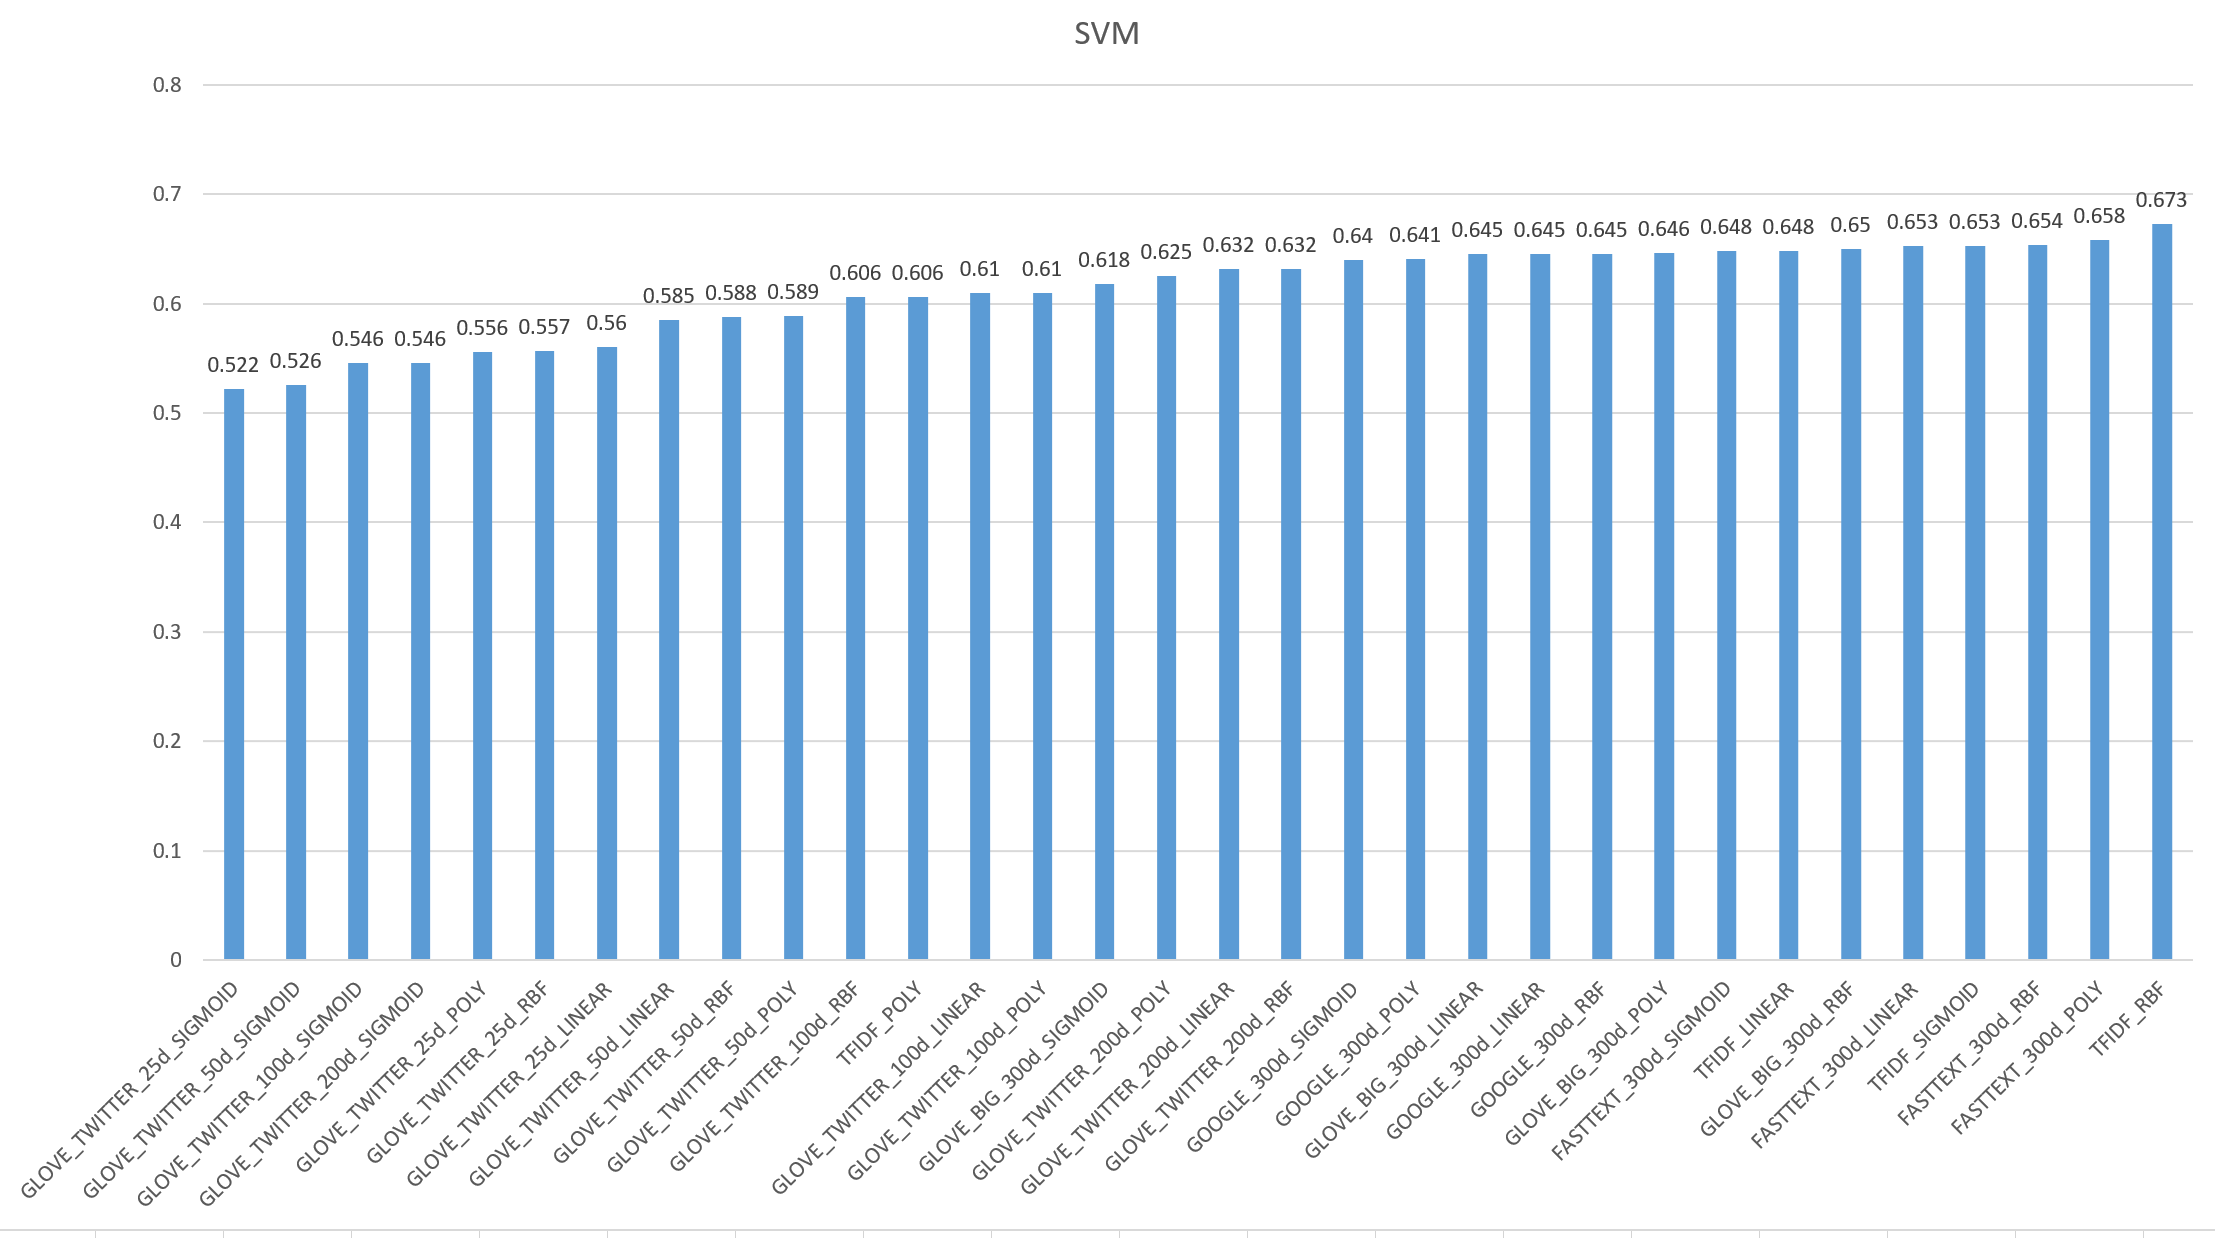 SVM
0.8
0.7
0.6
0.5
0.4
0.3
0.2
0.1
0
0.522
0.526
0.546
0.546
0.556
0.557
0.56
0.585
0.588
0.589
0.606
0.606
0.61
0.61
0.618
0.625
0.632
0.632
0.64
0.641
0.645
0.645
0.645
0.646
0.648
0.648
0.65
0.653
0.653
0.654
0.658
0.673
GLOVE_TWITTER_25d_SIGMOID
GLOVE_TWITTER_50d_SIGMOID
GLOVE_TWITTER_100d_SIGMOID
GLOVE_TWITTER_200d_SIGMOID
GLOVE_TWITTER_25d_POLY
GLOVE_TWITTER_25d_RBF
GLOVE_TWITTER_25d_LINEAR
GLOVE_TWITTER_50d_LINEAR
GLOVE_TWITTER_50d_RBF
GLOVE_TWITTER_50d_POLY
GLOVE_TWITTER_100d_RBF
TFIDF_POLY
GLOVE_TWITTER_100d_LINEAR
GLOVE_TWITTER_100d_POLY
GLOVE_BIG_300d_SIGMOID
GLOVE_TWITTER_200d_POLY
GLOVE_TWITTER_200d_LINEAR
GLOVE_TWITTER_200d_RBF
GOOGLE_300d_SIGMOID
GOOGLE_300d_POLY
GLOVE_BIG_300d_LINEAR
GOOGLE_300d_LINEAR
GOOGLE_300d_RBF
GLOVE_BIG_300d_POLY
FASTTEXT_300d_SIGMOID
TFIDF_LINEAR
GLOVE_BIG_300d_RBF
FASTTEXT_300d_LINEAR
TFIDF_SIGMOID
FASTTEXT_300d_RBF
FASTTEXT_300d_POLY
TFIDF_RBF